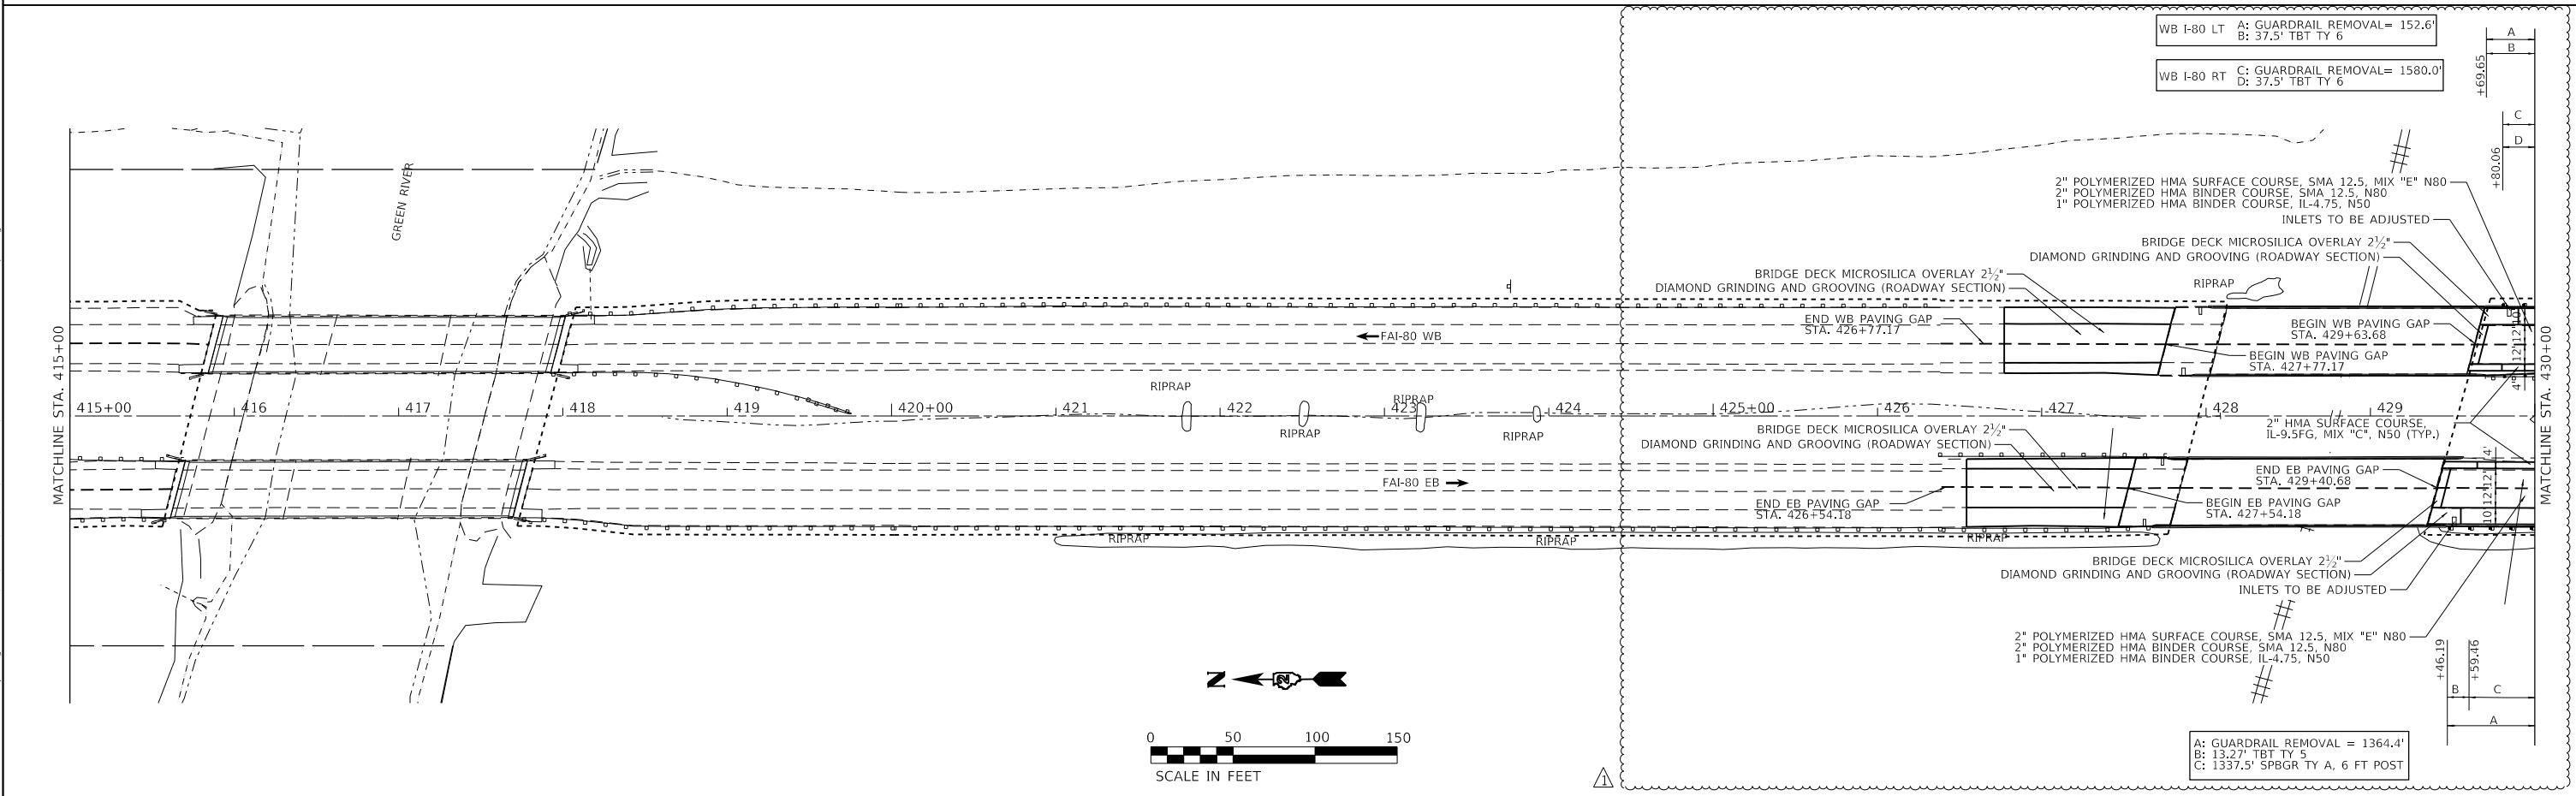 WB I-80 LT A: GUARDRAIL REMOVAL= 152.6'
B: 37.5' TBT TY 6
WB I-80 RT C: GUARDRAIL REMOVAL= 1580.0'
D: 37.5' TBT TY 6
A
B
+69.65
C
D
+80.06
GREEN RIVER
2" POLYMERIZED HMA SURFACE COURSE, SMA 12.5, MIX "E" N80
2" POLYMERIZED HMA BINDER COURSE, SMA 12.5, N80
1" POLYMERIZED HMA BINDER COURSE, IL-4.75, N50
INLETS TO BE ADJUSTED
BRIDGE DECK MICROSILICA OVERLAY 2½"
DIAMOND GRINDING AND GROOVING (ROADWAY SECTION)
BRIDGE DECK MICROSILICA OVERLAY 2½"
DIAMOND GRINDING AND GROOVING (ROADWAY SECTION)
RIPRAP
END WB PAVING GAP
STA. 426+77.17
BEGIN WB PAVING GAP
STA. 429+63.68
FAI-80 WB
BEGIN WB PAVING GAP
STA. 427+77.17
4' 12' 12' 10'
MATCHLINE STA. 415+00
MATCHLINE STA. 430+00
RIPRAP
RIPRAP
415+00 416 417 418 419 420+00 421 422 423 424 425+00 426 427 428 429
RIPRAP
RIPRAP
2" HMA SURFACE COURSE,
IL-9.5FG, MIX "C", N50 (TYP.)
BRIDGE DECK MICROSILICA OVERLAY 2½"
DIAMOND GRINDING AND GROOVING (ROADWAY SECTION)
END EB PAVING GAP
STA. 429+40.68
FAI-80 EB
END EB PAVING GAP
STA. 426+54.18
BEGIN EB PAVING GAP
STA. 427+54.18
10' 12' 12' 4'
RIPRAP
RIPRAP
RIPRAP
BRIDGE DECK MICROSILICA OVERLAY 2½"
DIAMOND GRINDING AND GROOVING (ROADWAY SECTION)
INLETS TO BE ADJUSTED
2" POLYMERIZED HMA SURFACE COURSE, SMA 12.5, MIX "E" N80
2" POLYMERIZED HMA BINDER COURSE, SMA 12.5, N80
1" POLYMERIZED HMA BINDER COURSE, IL-4.75, N50
+46.19
+59.46
B
C
A
N
0 50 100 150
SCALE IN FEET
1
A: GUARDRAIL REMOVAL = 1364.4'
B: 13.27' TBT TY 5
C: 1337.5' SPBGR TY A, 6 FT POST